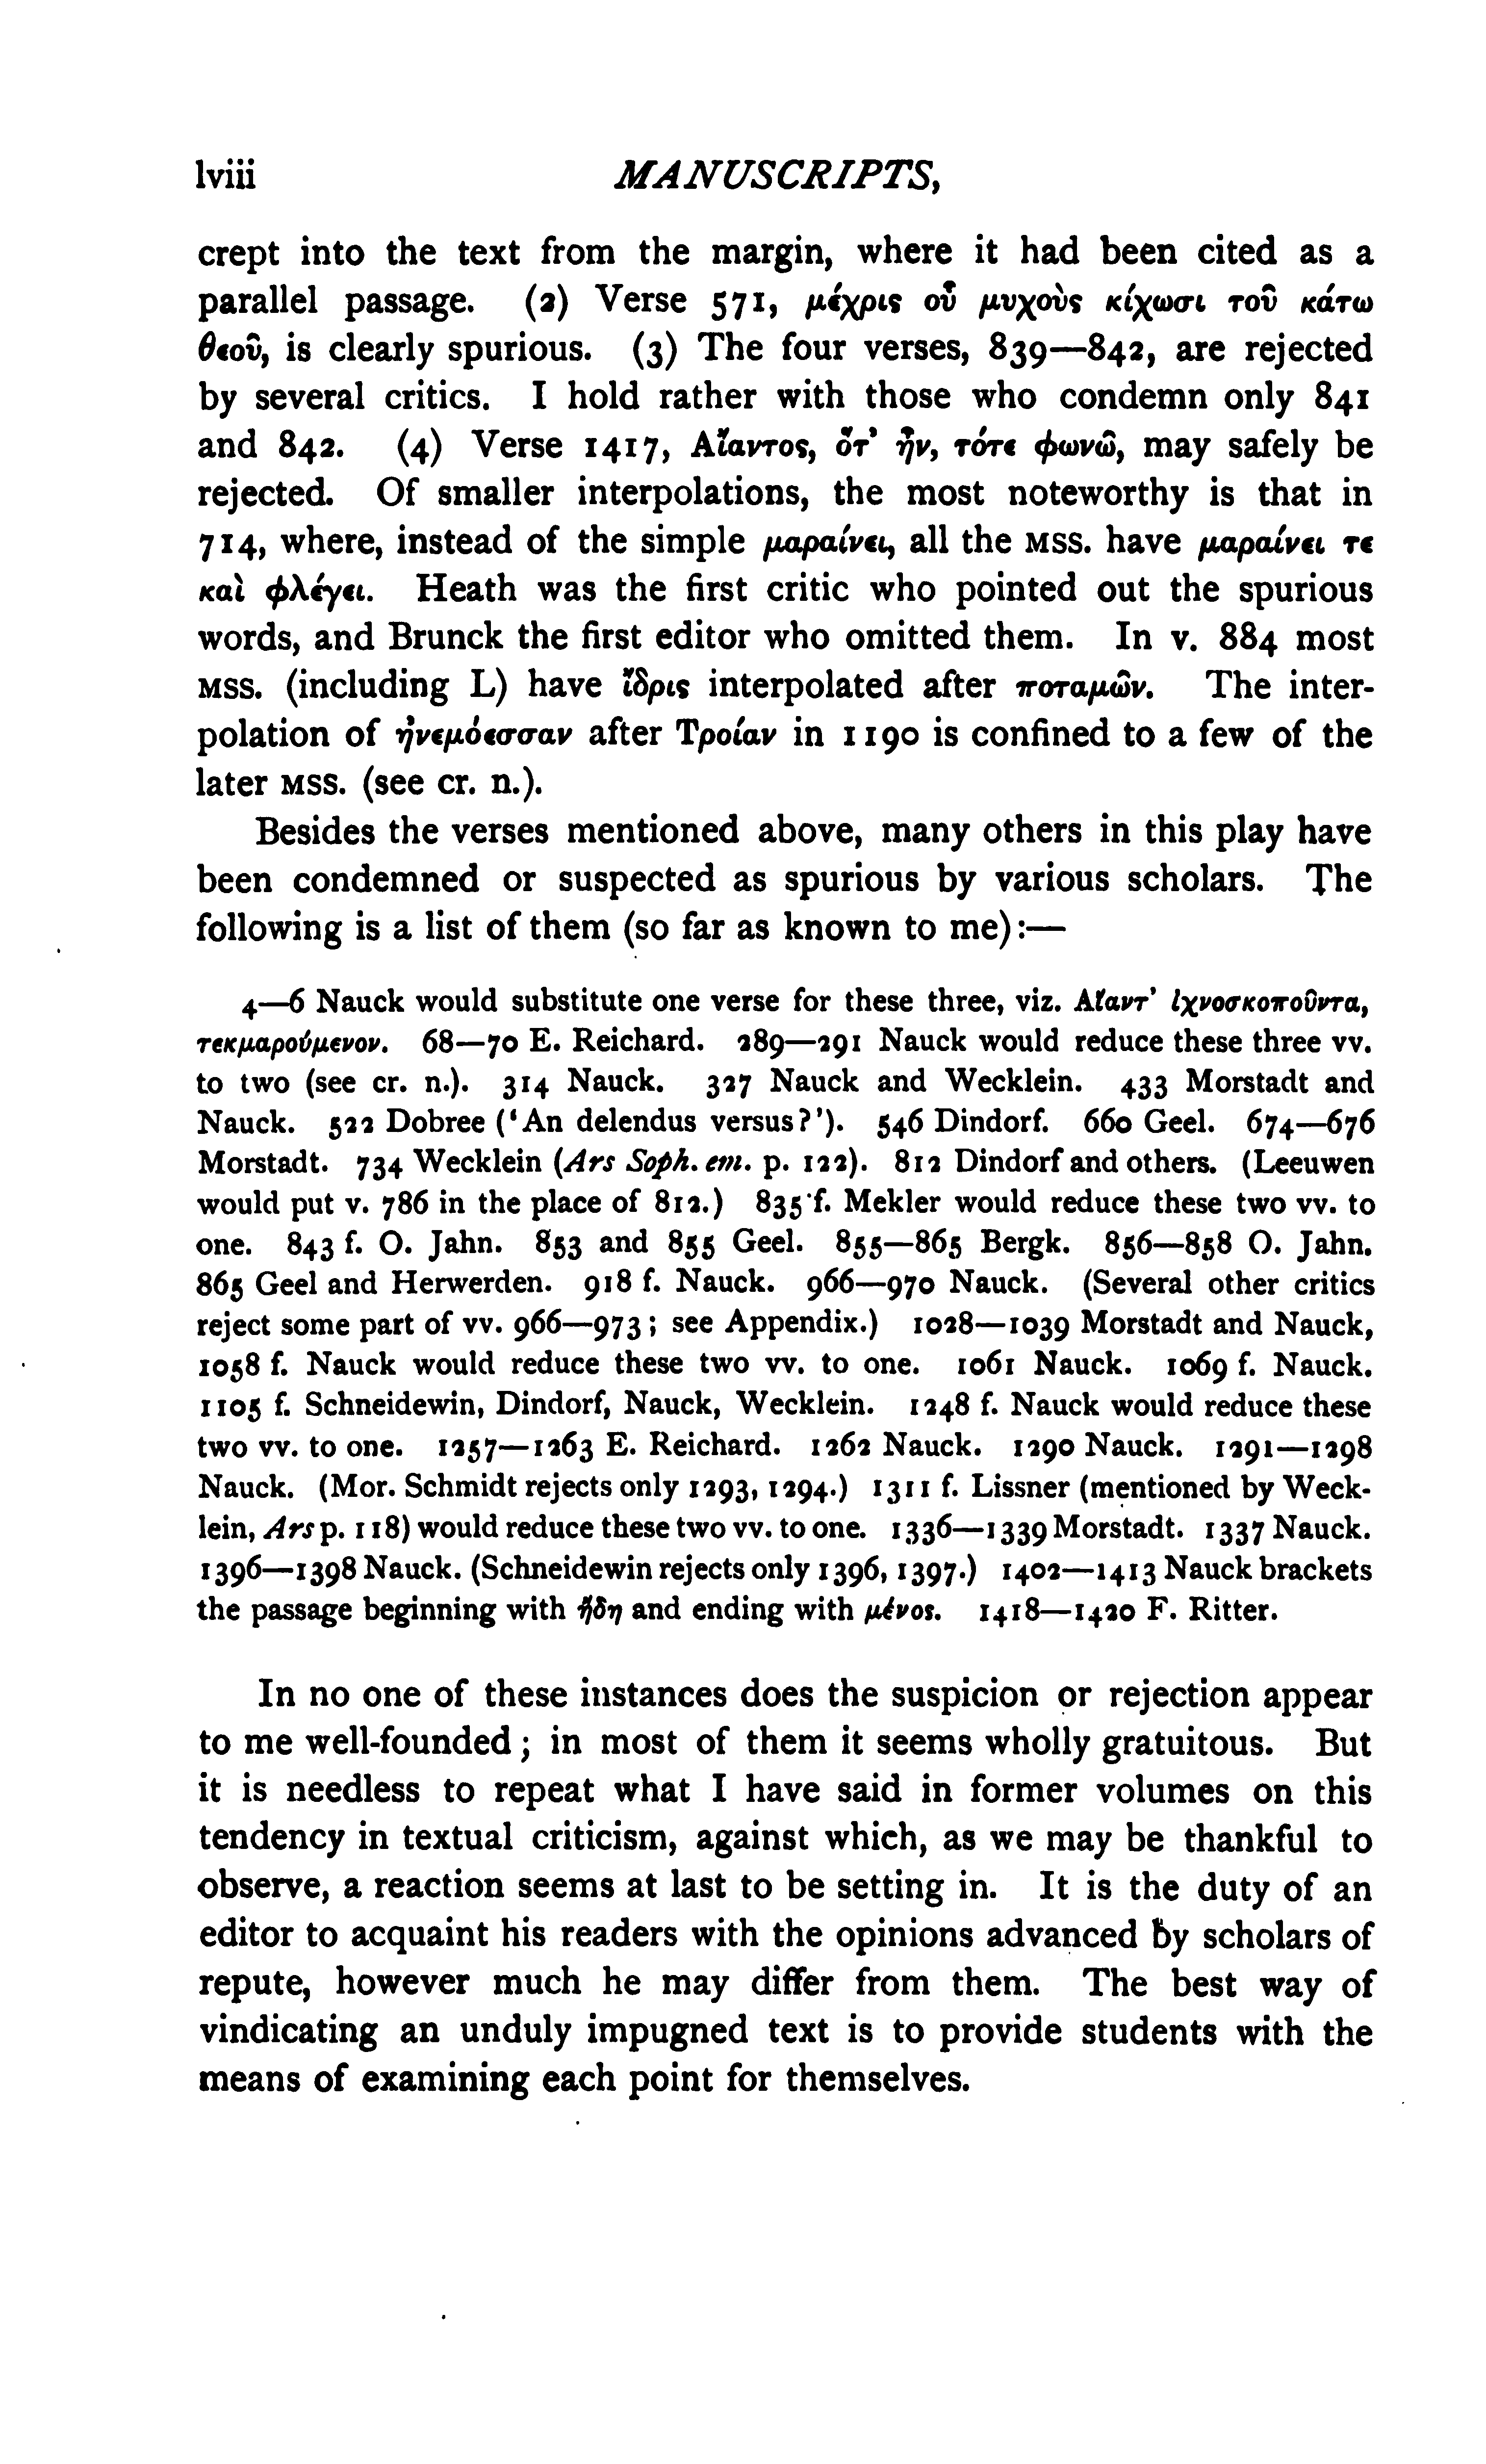 lviii MANUSCRIPTS,
crept into the text from the margin, where it had been cited as a
parallel passage. (2) Verse 571, μέχρις οὗ μυχοὺς κίχωσι τοῦ κάτω
θεοῦ, is clearly spurious. (3) The four verses, 839—842, are rejected
by several critics. I hold rather with those who condemn only 841
and 842. (4) Verse 1417, Αἴαντος, ὅτ' ἦν, τότε φωνῶ, may safely be
rejected. Of smaller interpolations, the most noteworthy is that in
714, where, instead of the simple μαραίνει, all the MSS. have μαραίνει τε
καὶ φλέγει. Heath was the first critic who pointed out the spurious
words, and Brunck the first editor who omitted them. In v. 884 most
MSS. (including L) have ἴδρις interpolated after ποταμῶν. The inter-
polation of ἠνεμόεσσαν after Τροίαν in 1190 is confined to a few of the
later MSS. (see cr. n.).
Besides the verses mentioned above, many others in this play have
been condemned or suspected as spurious by various scholars. The
following is a list of them (so far as known to me):—
4—6 Nauck would substitute one verse for these three, viz. Αἴαντ' ἰχνοσκοποῦντα,
τεκμαρούμενον. 68—70 E. Reichard. 289—291 Nauck would reduce these three vv.
to two (see cr. n.). 314 Nauck. 327 Nauck and Wecklein. 433 Morstadt and
Nauck. 522 Dobree ('An delendus versus?'). 546 Dindorf. 660 Geel. 674—676
Morstadt. 734 Wecklein (Ars Soph. em. p. 122). 812 Dindorf and others. (Leeuwen
would put v. 786 in the place of 812.) 835 f. Mekler would reduce these two vv. to
one. 843 f. O. Jahn. 853 and 855 Geel. 855—865 Bergk. 856—858 O. Jahn.
865 Geel and Herwerden. 918 f. Nauck. 966—970 Nauck. (Several other critics
reject some part of vv. 966—973; see Appendix.) 1028—1039 Morstadt and Nauck,
1058 f. Nauck would reduce these two vv. to one. 1061 Nauck. 1069 f. Nauck.
1105 f. Schneidewin, Dindorf, Nauck, Wecklein. 1248 f. Nauck would reduce these
two vv. to one. 1257—1263 E. Reichard. 1262 Nauck. 1290 Nauck. 1291—1298
Nauck. (Mor. Schmidt rejects only 1293, 1294.) 1311 f. Lissner (mentioned by Weck-
lein, Ars p. 118) would reduce these two vv. to one. 1336—1339 Morstadt. 1337 Nauck.
1396—1398 Nauck. (Schneidewin rejects only 1396, 1397.) 1402—1413 Nauck brackets
the passage beginning with ἤδη and ending with μένος. 1418—1420 F. Ritter.
In no one of these instances does the suspicion or rejection appear
to me well-founded; in most of them it seems wholly gratuitous. But
it is needless to repeat what I have said in former volumes on this
tendency in textual criticism, against which, as we may be thankful to
observe, a reaction seems at last to be setting in. It is the duty of an
editor to acquaint his readers with the opinions advanced by scholars of
repute, however much he may differ from them. The best way of
vindicating an unduly impugned text is to provide students with the
means of examining each point for themselves.